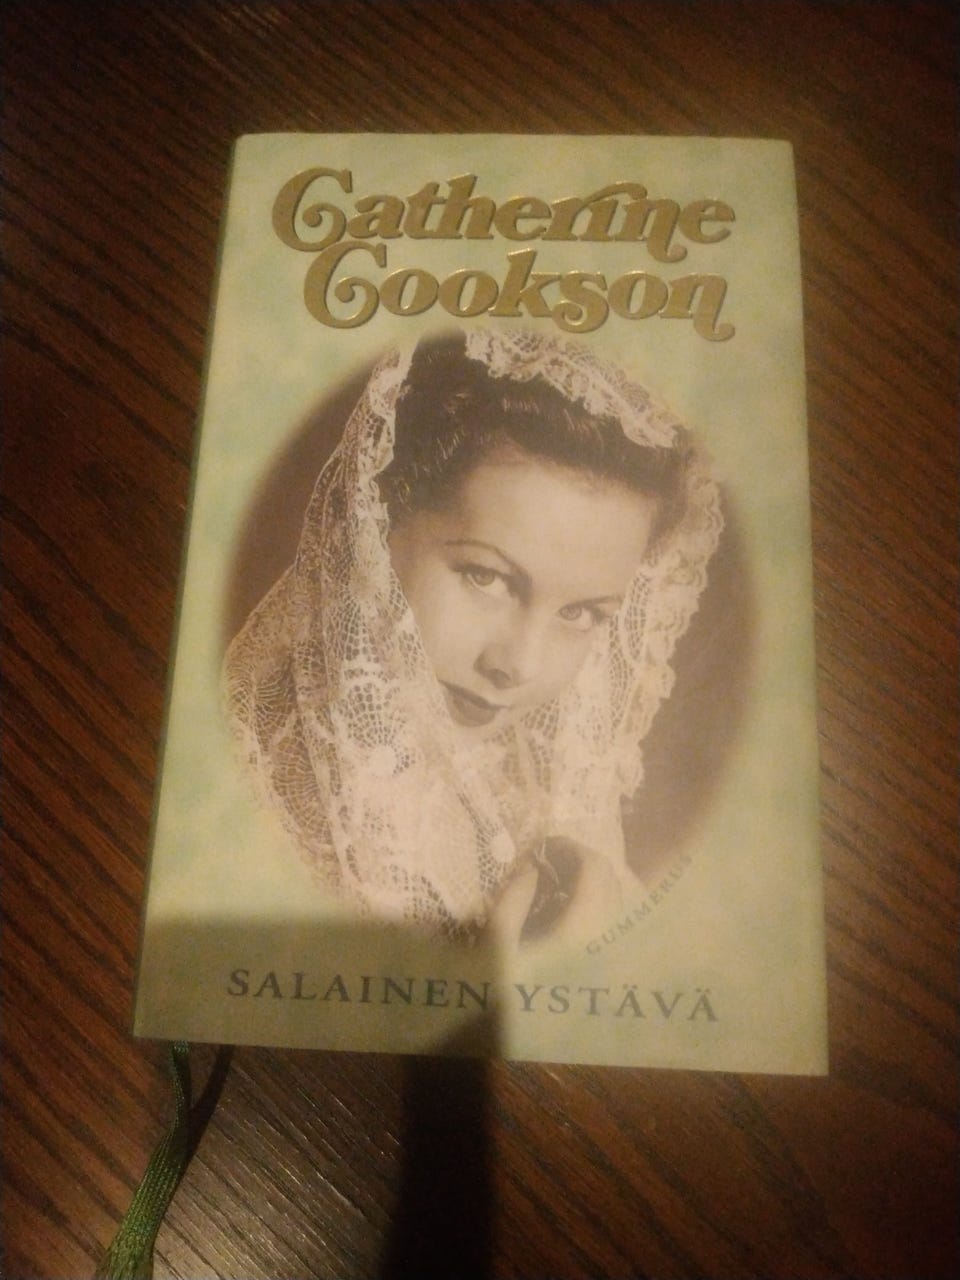 Catherine
Cookson
GUMMERUS
SALAINEN YSTÄVÄ